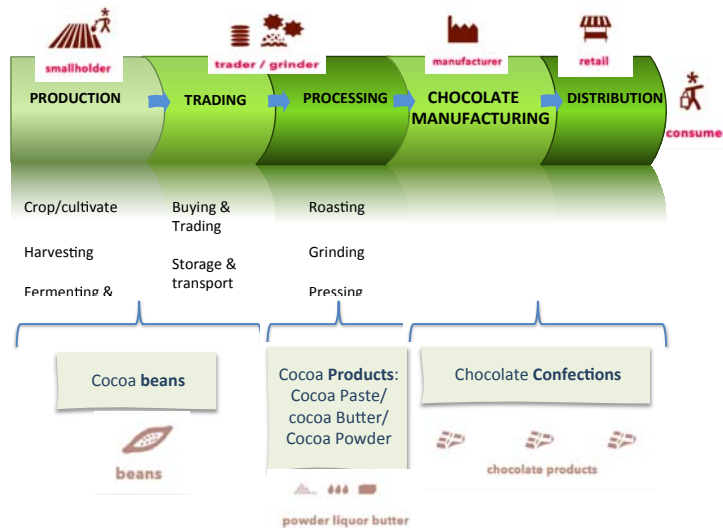 smallholder
trader / grinder
manufacturer
retail
PRODUCTION
TRADING
PROCESSING
CHOCOLATE
MANUFACTURING
DISTRIBUTION
consume
Crop/cultivate
Harvesting
Fermenting &
Buying &
Trading
Storage &
transport
Roasting
Grinding
Pressing
Cocoa beans
beans
Cocoa Products:
Cocoa Paste/
cocoa Butter/
Cocoa Powder
powder liquor butter
Chocolate Confections
chocolate products